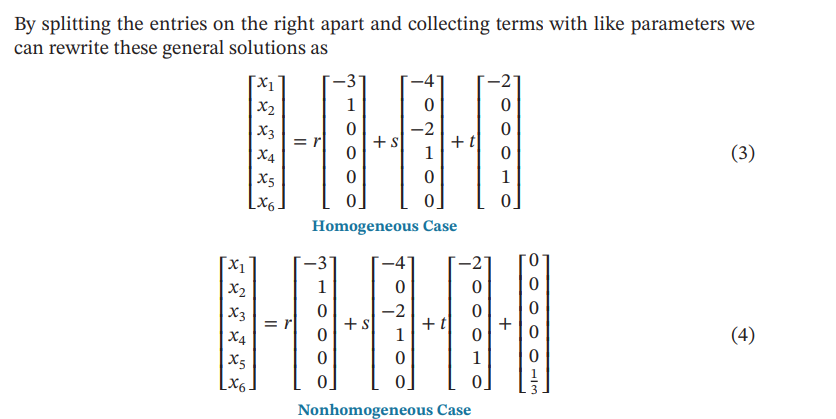 By splitting the entries on the right apart and collecting terms with like parameters we
can rewrite these general solutions as
[x₁ x₂ x₃ x₄ x₅ x₆] = r [−3 1 0 0 0 0] + s [−4 0 −2 1 0 0] + t [−2 0 0 0 1 0] (3)
Homogeneous Case
[x₁ x₂ x₃ x₄ x₅ x₆] = r [−3 1 0 0 0 0] + s [−4 0 −2 1 0 0] + t [−2 0 0 0 1 0] + [0 0 0 0 0 1/3] (4)
Nonhomogeneous Case